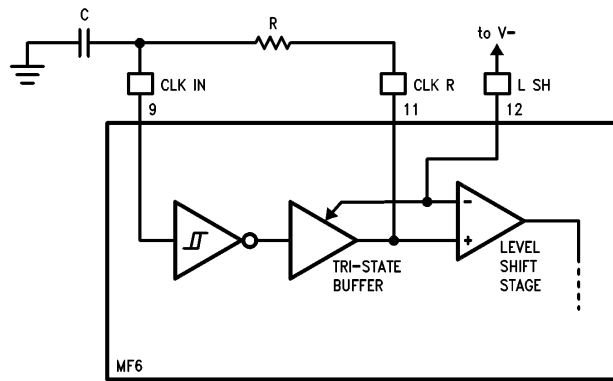 C
R
to V-
CLK IN
CLK R
L SH
9
11
12
-
+
TRI-STATE
BUFFER
LEVEL
SHIFT
STAGE
MF6